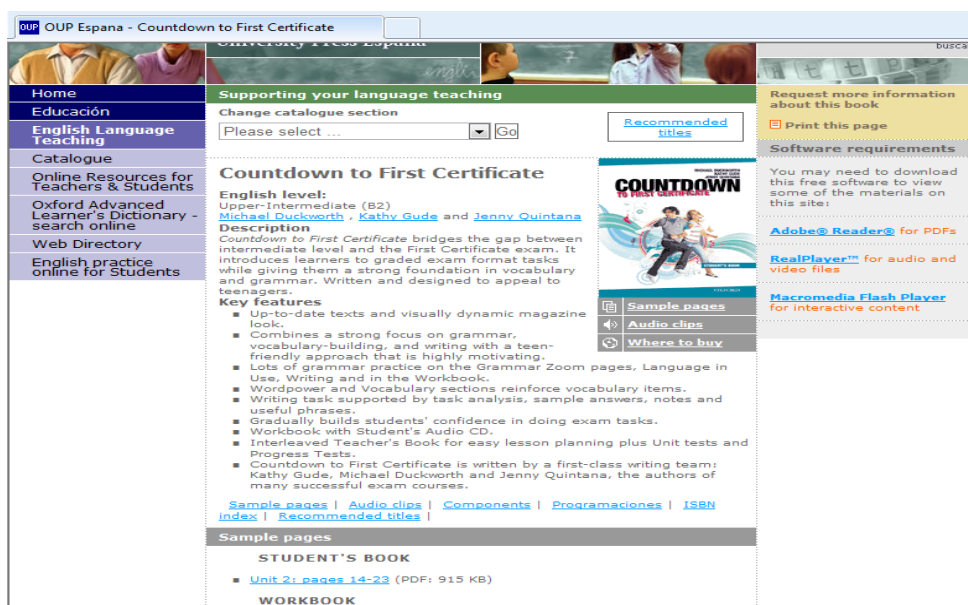 OUP OUP Espana - Countdown to First Certificate
University Press España
busca
Home
Educación
English Language
Teaching
Catalogue
Online Resources for
Teachers & Students
Oxford Advanced
Learner's Dictionary -
search online
Web Directory
English practice
online for Students
Supporting your language teaching
Change catalogue section
Please select ...
Go
Recommended
titles
Countdown to First Certificate
English level:
Upper-Intermediate (B2)
Michael Duckworth , Kathy Gude and Jenny Quintana
Description
Countdown to First Certificate bridges the gap between
intermediate level and the First Certificate exam. It
introduces learners to graded exam format tasks
while giving them a strong foundation in vocabulary
and grammar. Written and designed to appeal to
teenagers.
Key features
Up-to-date texts and visually dynamic magazine
look.
Combines a strong focus on grammar,
vocabulary-building, and writing with a teen-
friendly approach that is highly motivating.
Lots of grammar practice on the Grammar Zoom pages, Language in
Use, Writing and in the Workbook.
Wordpower and Vocabulary sections reinforce vocabulary items.
Writing task supported by task analysis, sample answers, notes and
useful phrases.
Gradually builds students' confidence in doing exam tasks.
Workbook with Student's Audio CD.
Interleaved Teacher's Book for easy lesson planning plus Unit tests and
Progress Tests.
Countdown to First Certificate is written by a first-class writing team:
Kathy Gude, Michael Duckworth and Jenny Quintana, the authors of
many successful exam courses.
MICHAEL DUCKWORTH
KATHY GUDE
JENNY QUINTANA
COUNTDOWN
TO FIRST CERTIFICATE
STUDENT'S BOOK
OXFORD
Sample pages
Audio clips
Where to buy
Sample pages | Audio clips | Components | Programaciones | ISBN
index | Recommended titles |
Sample pages
STUDENT'S BOOK
Unit 2: pages 14-23 (PDF: 915 KB)
WORKBOOK
Request more information
about this book
Print this page
Software requirements
You may need to download
this free software to view
some of the materials on
this site:
Adobe® Reader® for PDFs
RealPlayer™ for audio and
video files
Macromedia Flash Player
for interactive content